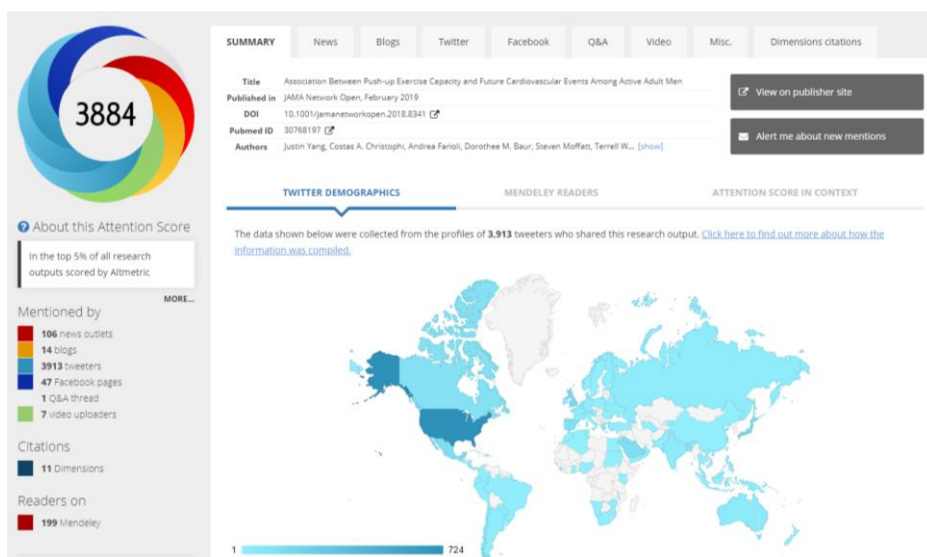 3884
About this Attention Score
In the top 5% of all research
outputs scored by Altmetric
MORE...
Mentioned by
106 news outlets
14 blogs
3913 tweeters
47 Facebook pages
1 Q&A thread
7 video uploaders
Citations
11 Dimensions
Readers on
199 Mendeley
SUMMARY News Blogs Twitter Facebook Q&A Video Misc. Dimensions citations
Title Association Between Push-up Exercise Capacity and Future Cardiovascular Events Among Active Adult Men
Published in JAMA Network Open, February 2019
DOI 10.1001/jamanetworkopen.2018.8341
Pubmed ID 30768197
Authors Justin Yang, Costas A. Christophi, Andrea Farioli, Dorothee M. Baur, Steven Moffatt, Terrell W... [show]
View on publisher site
Alert me about new mentions
TWITTER DEMOGRAPHICS MENDELEY READERS ATTENTION SCORE IN CONTEXT
The data shown below were collected from the profiles of 3,913 tweeters who shared this research output. Click here to find out more about how the
information was compiled.
1 724